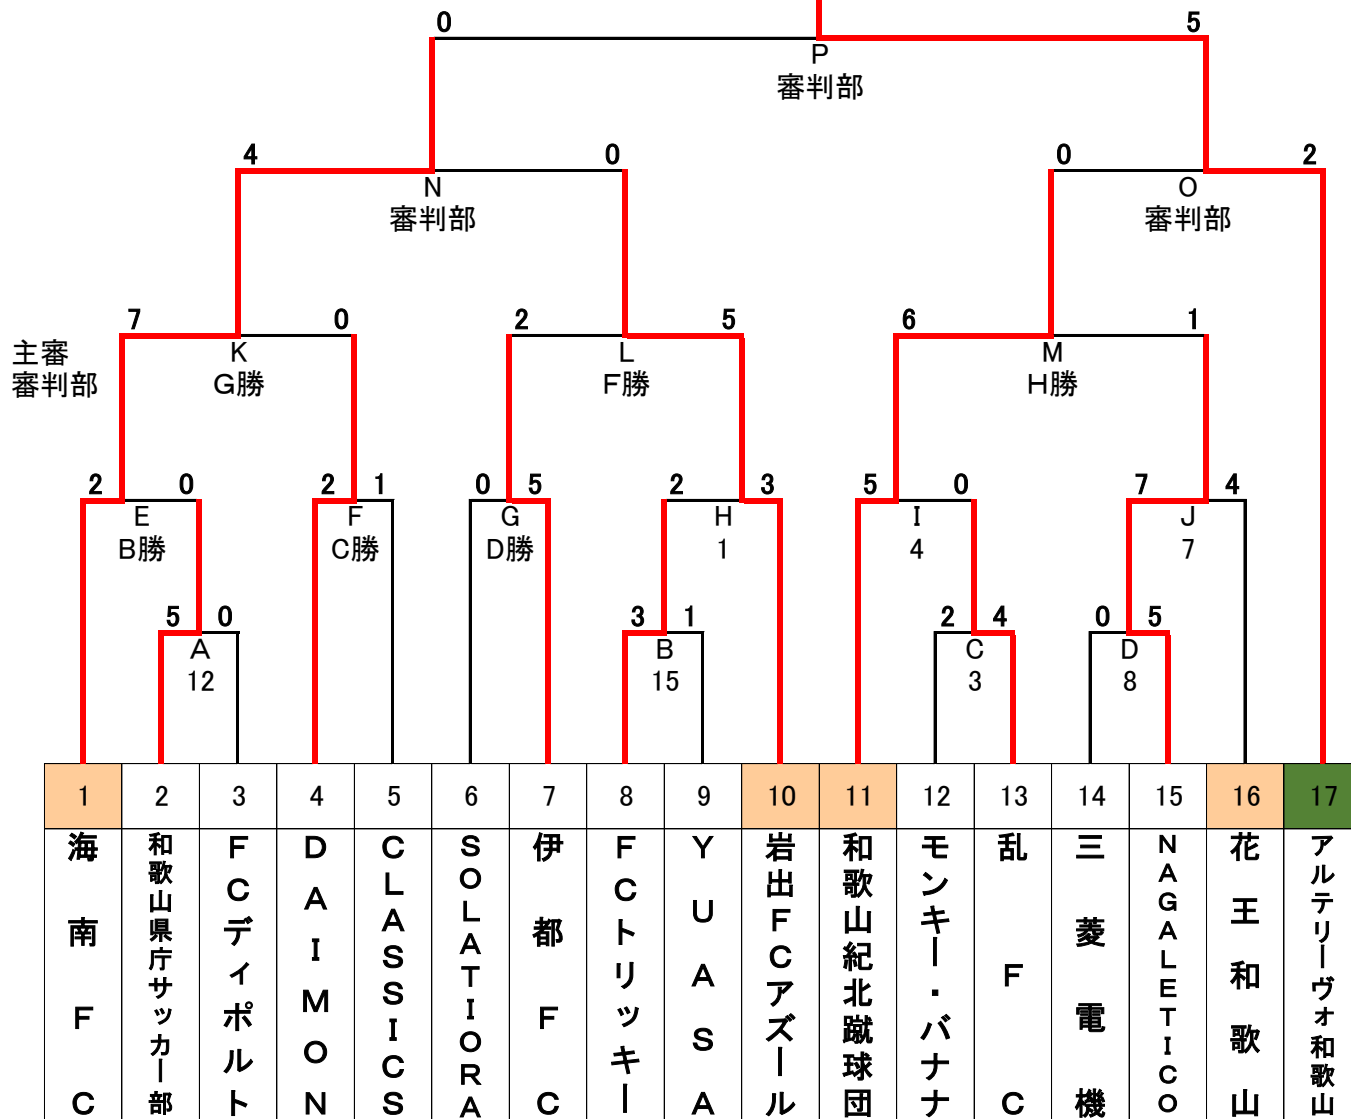 0 5
P
審判部
4 0 0 2
N O
審判部 審判部
7 0 2 5 6 1
主審
審判部
K L M
G勝 F勝 H勝
2 0 2 1 0 5 2 3 5 0 7 4
E F G H I J
B勝 C勝 D勝 1 4 7
5 0 3 1 2 4 0 5
A B C D
12 15 3 8
1 2 3 4 5 6 7 8 9 10 11 12 13 14 15 16 17
海南FC
和歌山県庁サッカー部
FCディポルト
DAIMON
CLASSICS
SOLATIORA
伊都FC
FCトリッキー
YUASA
岩出FCアズール
和歌山紀北蹴球団
モンキー・バナナ
乱FC
三菱電機
NAGALETICO
花王和歌山
アルテリーヴォ和歌山